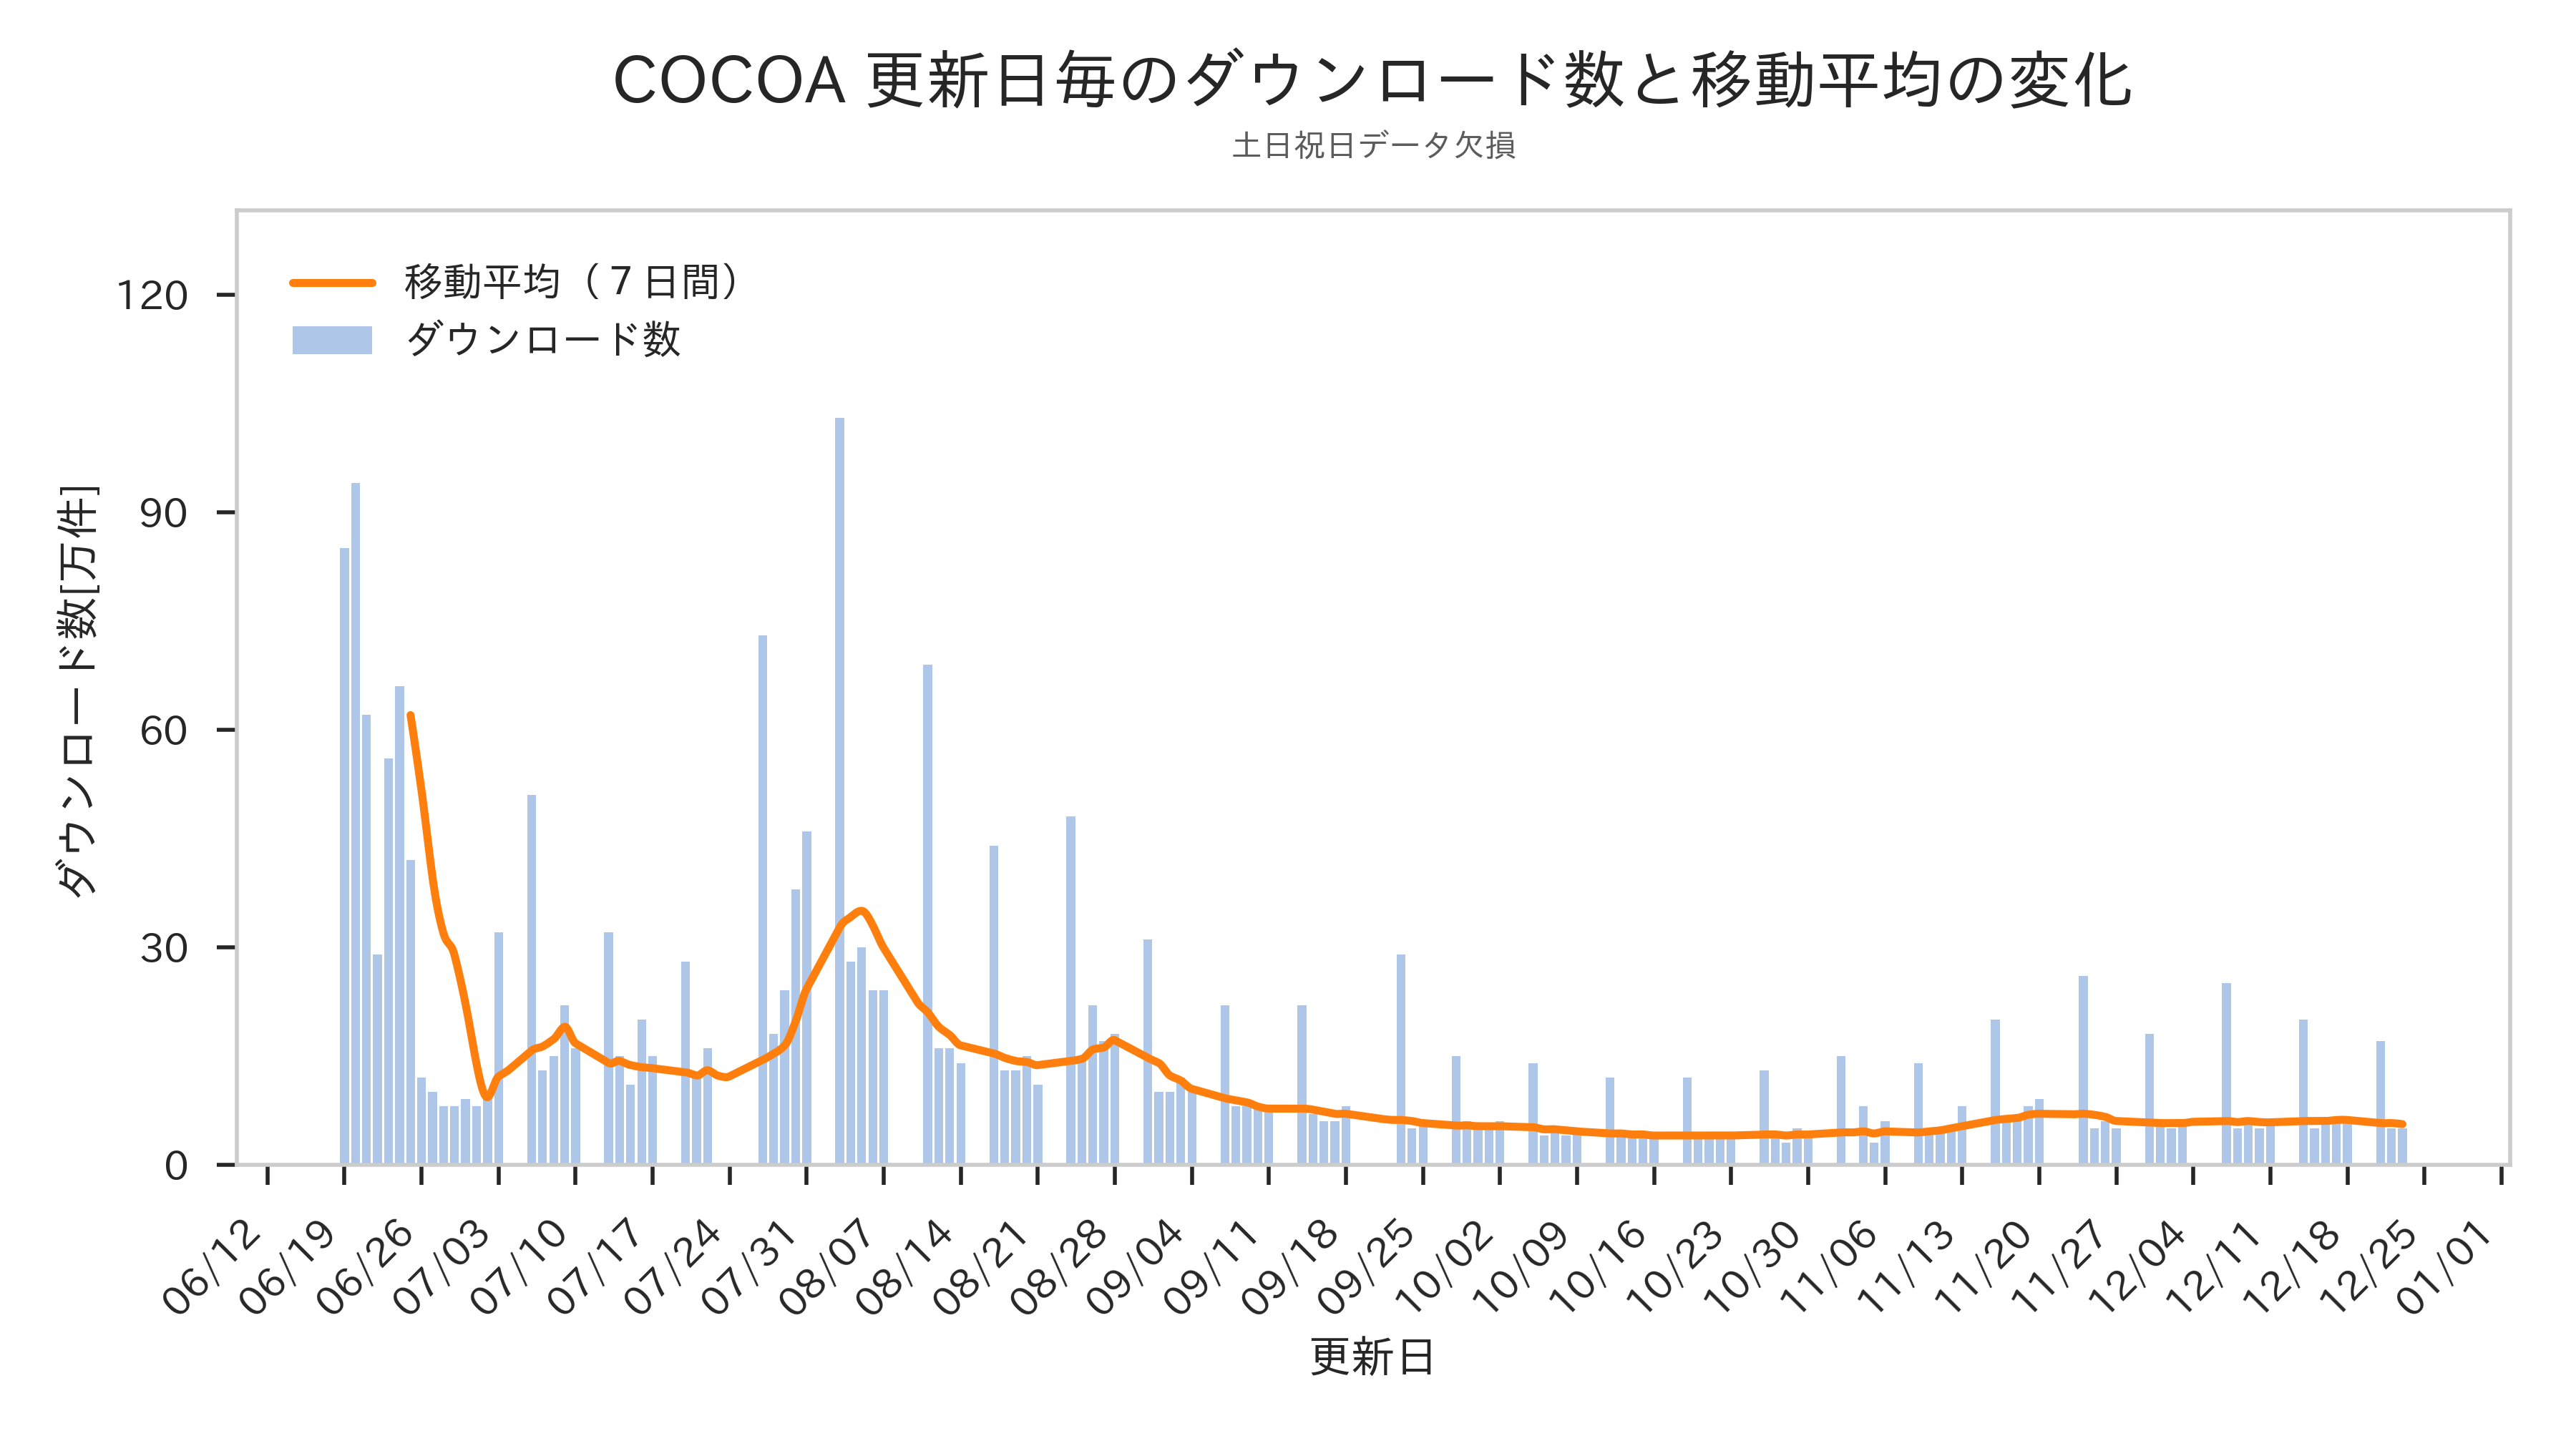 COCOA 更新日毎のダウンロード数と移動平均の変化
土日祝日データ欠損
移動平均（７日間）
ダウンロード数
ダウンロード数[万件]
120
90
60
30
0
06/12 06/19 06/26 07/03 07/10 07/17 07/24 07/31 08/07 08/14 08/21 08/28 09/04 09/11 09/18 09/25 10/02 10/09 10/16 10/23 10/30 11/06 11/13 11/20 11/27 12/04 12/11 12/18 12/25 01/01
更新日